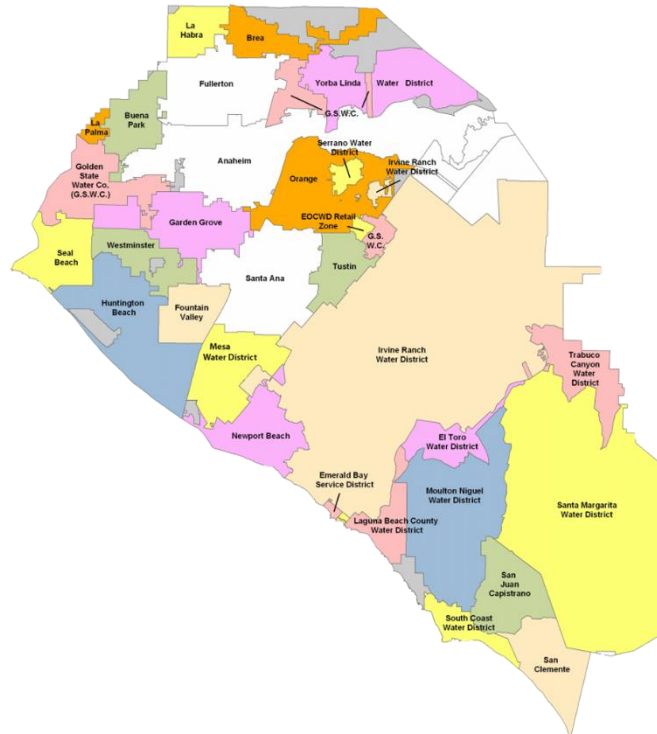 La
Habra
Brea
Fullerton
Yorba Linda
Water District
G.S.W.C.
La
Palma
Buena
Park
Anaheim
Serrano Water
District
Irvine Ranch
Water District
Orange
Golden
State
Water Co.
(G.S.W.C.)
Garden Grove
EOCWD Retail
Zone
G.S.
W.C.
Seal
Beach
Westminster
Santa Ana
Tustin
Huntington
Beach
Fountain
Valley
Mesa
Water District
Irvine Ranch
Water District
Trabuco
Canyon
Water
District
Newport Beach
El Toro
Water District
Emerald Bay
Service District
Moulton Niguel
Water District
Santa Margarita
Water District
Laguna Beach County
Water District
San
Juan
Capistrano
South Coast
Water District
San
Clemente